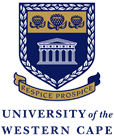 RESPICE PROSPICE
UNIVERSITY of the
WESTERN CAPE